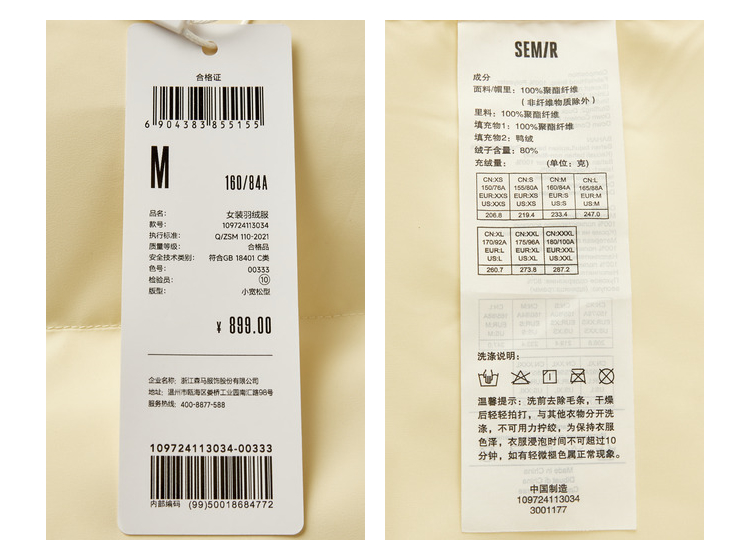 合格证
6 904383 855155
M
160/84A
品名: 女装羽绒服
款号: 109724113034
执行标准: Q/ZSM 110-2021
质量等级: 合格品
安全技术类别: 符合GB 18401 C类
色号: 00333
检验员: 10
版型: 小宽松型
¥ 899.00
企业名称: 浙江森马服饰股份有限公司
地址: 温州市瓯海区娄桥工业园南汇路98号
服务热线: 400-8877-588
109724113034-00333
内部编码 (99)50018684772
SEM/R
成分
面料/帽里: 100%聚酯纤维
(非纤维物质除外)
里料: 100%聚酯纤维
填充物1: 100%聚酯纤维
填充物2: 鸭绒
绒子含量: 80%
充绒量: (单位: 克)
CN:XS CN:S CN:M CN:L
150/76A 155/80A 160/84A 165/88A
EUR:XXS EUR:XS EUR:S EUR:M
US:XXS US:XS US:S US:M
206.8 219.4 233.4 247.0
CN:XL CN:XXL CN:XXXL
170/92A 175/96A 180/100A
EUR:L EUR:XL EUR:XXL
US:L US:XL US:XXL
260.7 273.8 287.2
洗涤说明:
温馨提示: 洗前去除毛条, 干燥
后轻轻拍打, 与其他衣物分开洗
涤, 不可用力拧绞, 为保持衣服
色泽, 衣服浸泡时间不可超过10
分钟, 如有轻微褪色属正常现象。
中国制造
109724113034
3001177